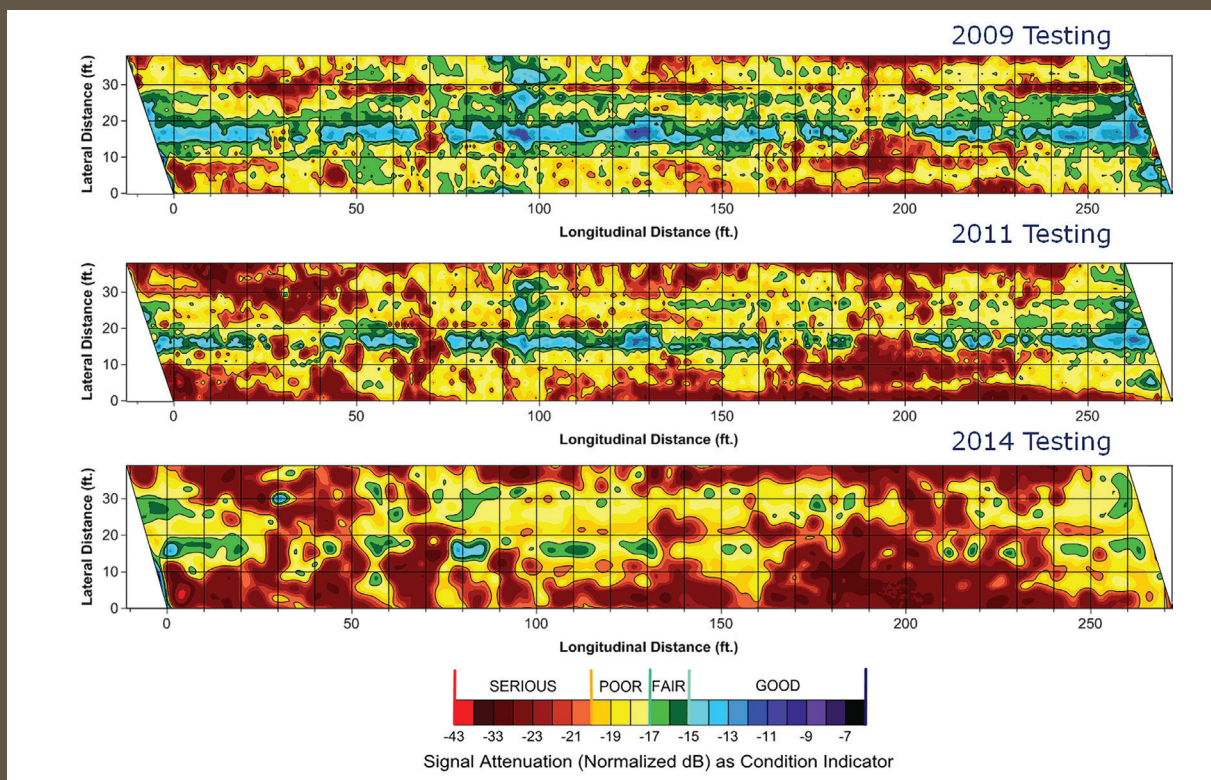 2009 Testing
Lateral Distance (ft.)
30
20
10
0
0 50 100 150 200 250
Longitudinal Distance (ft.)
2011 Testing
Lateral Distance (ft.)
30
20
10
0
0 50 100 150 200 250
Longitudinal Distance (ft.)
2014 Testing
Lateral Distance (ft.)
30
20
10
0
0 50 100 150 200 250
Longitudinal Distance (ft.)
SERIOUS POOR FAIR GOOD
-43 -33 -23 -21 -19 -17 -15 -13 -11 -9 -7
Signal Attenuation (Normalized dB) as Condition Indicator